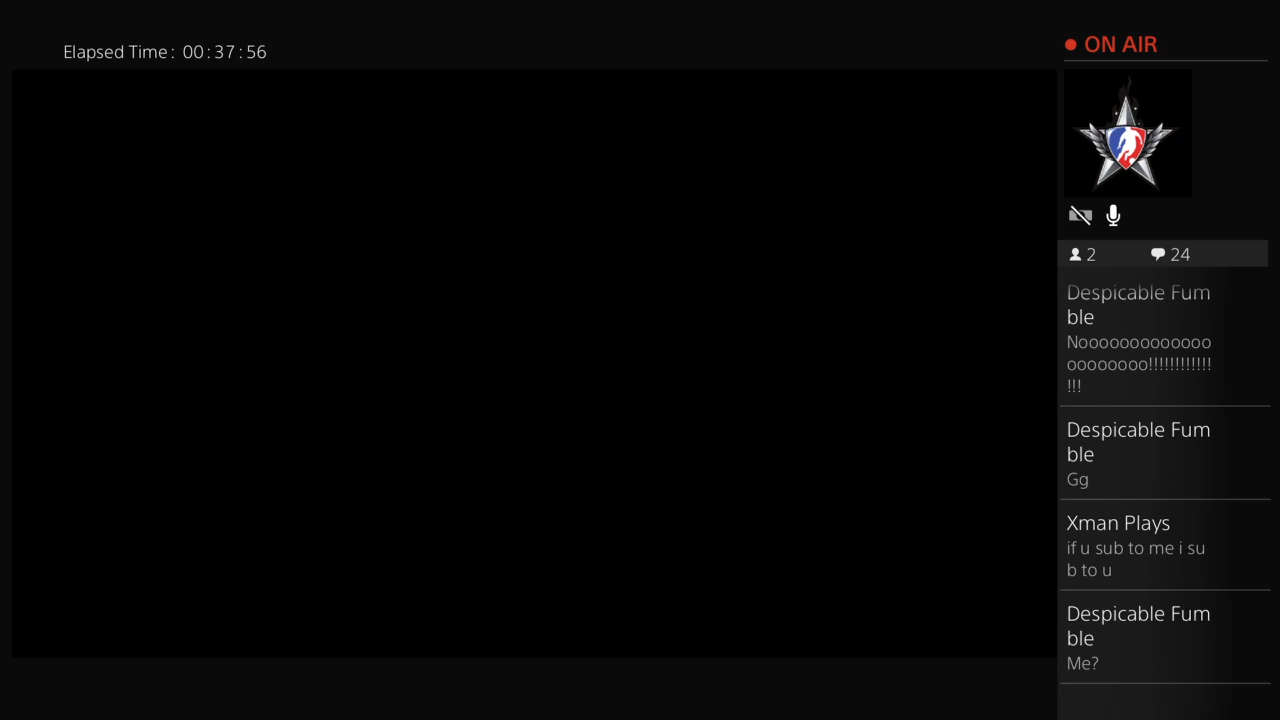 Elapsed Time: 00:37:56
ON AIR
2 24
Despicable Fum
ble
Nooooooooooooo
oooooooo!!!!!!!!!!!!
!!!
Despicable Fum
ble
Gg
Xman Plays
if u sub to me i su
b to u
Despicable Fum
ble
Me?